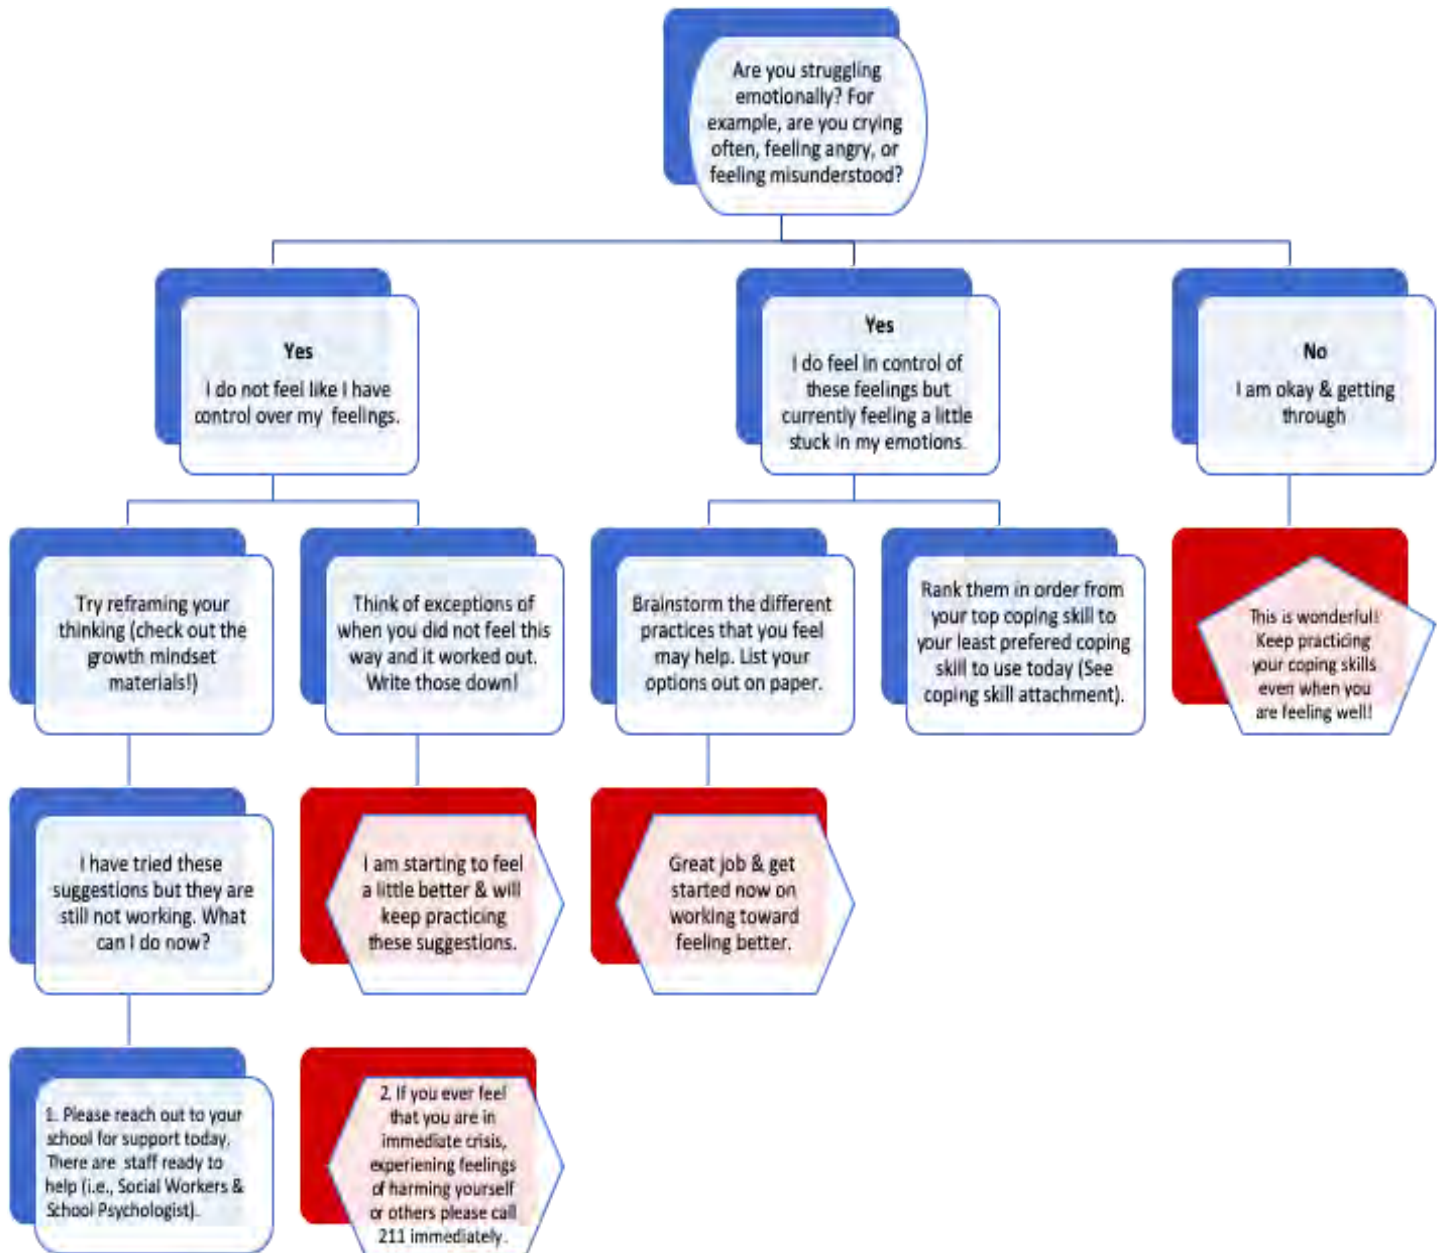 Are you struggling
emotionally? For
example, are you crying
often, feeling angry, or
feeling misunderstood?
Yes
I do not feel like I have
control over my feelings.
Yes
I do feel in control of
these feelings but
currently feeling a little
stuck in my emotions.
No
I am okay & getting
through
Try reframing your
thinking (check out the
growth mindset
materials!)
Think of exceptions of
when you did not feel this
way and it worked out.
Write those down!
Brainstorm the different
practices that you feel
may help. List your
options out on paper.
Rank them in order from
your top coping skill to
your least prefered coping
skill to use today (See
coping skill attachment).
This is wonderful!
Keep practicing
your coping skills
even when you
are feeling well!
I have tried these
suggestions but they are
still not working. What
can I do now?
I am starting to feel
a little better & will
keep practicing
these suggestions.
Great job & get
started now on
working toward
feeling better.
1. Please reach out to your
school for support today.
There are staff ready to
help (i.e., Social Workers &
School Psychologist).
2. If you ever feel
that you are in
immediate crisis,
experiencing feelings
of harming yourself
or others please call
211 immediately.